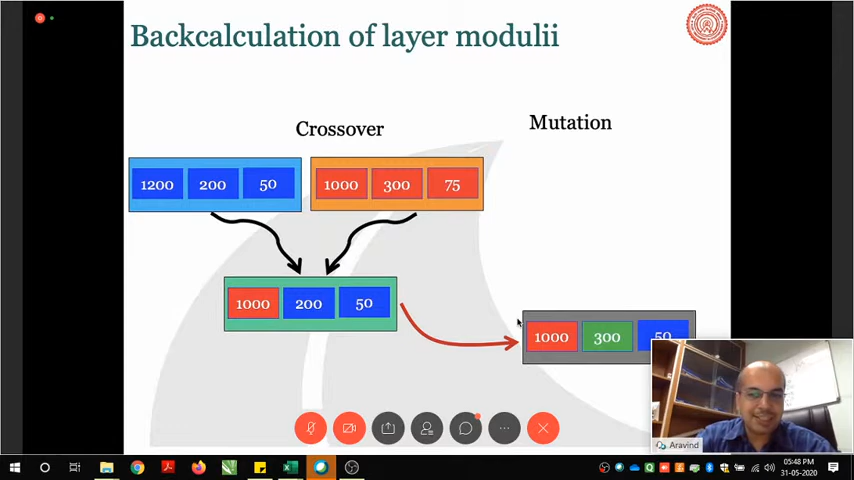 Backcalculation of layer modulii
Crossover
Mutation
1200 200 50
1000 300 75
1000 200 50
1000 300 50
Aravind
05:48 PM
31-05-2020